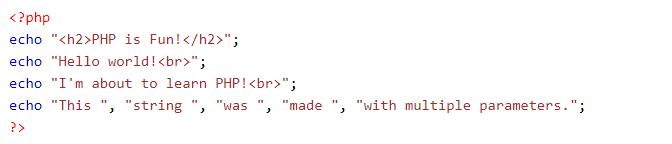 <?php
echo "<h2>PHP is Fun!</h2>";
echo "Hello world!<br>";
echo "I'm about to learn PHP!<br>";
echo "This ", "string ", "was ", "made ", "with multiple parameters.";
?>